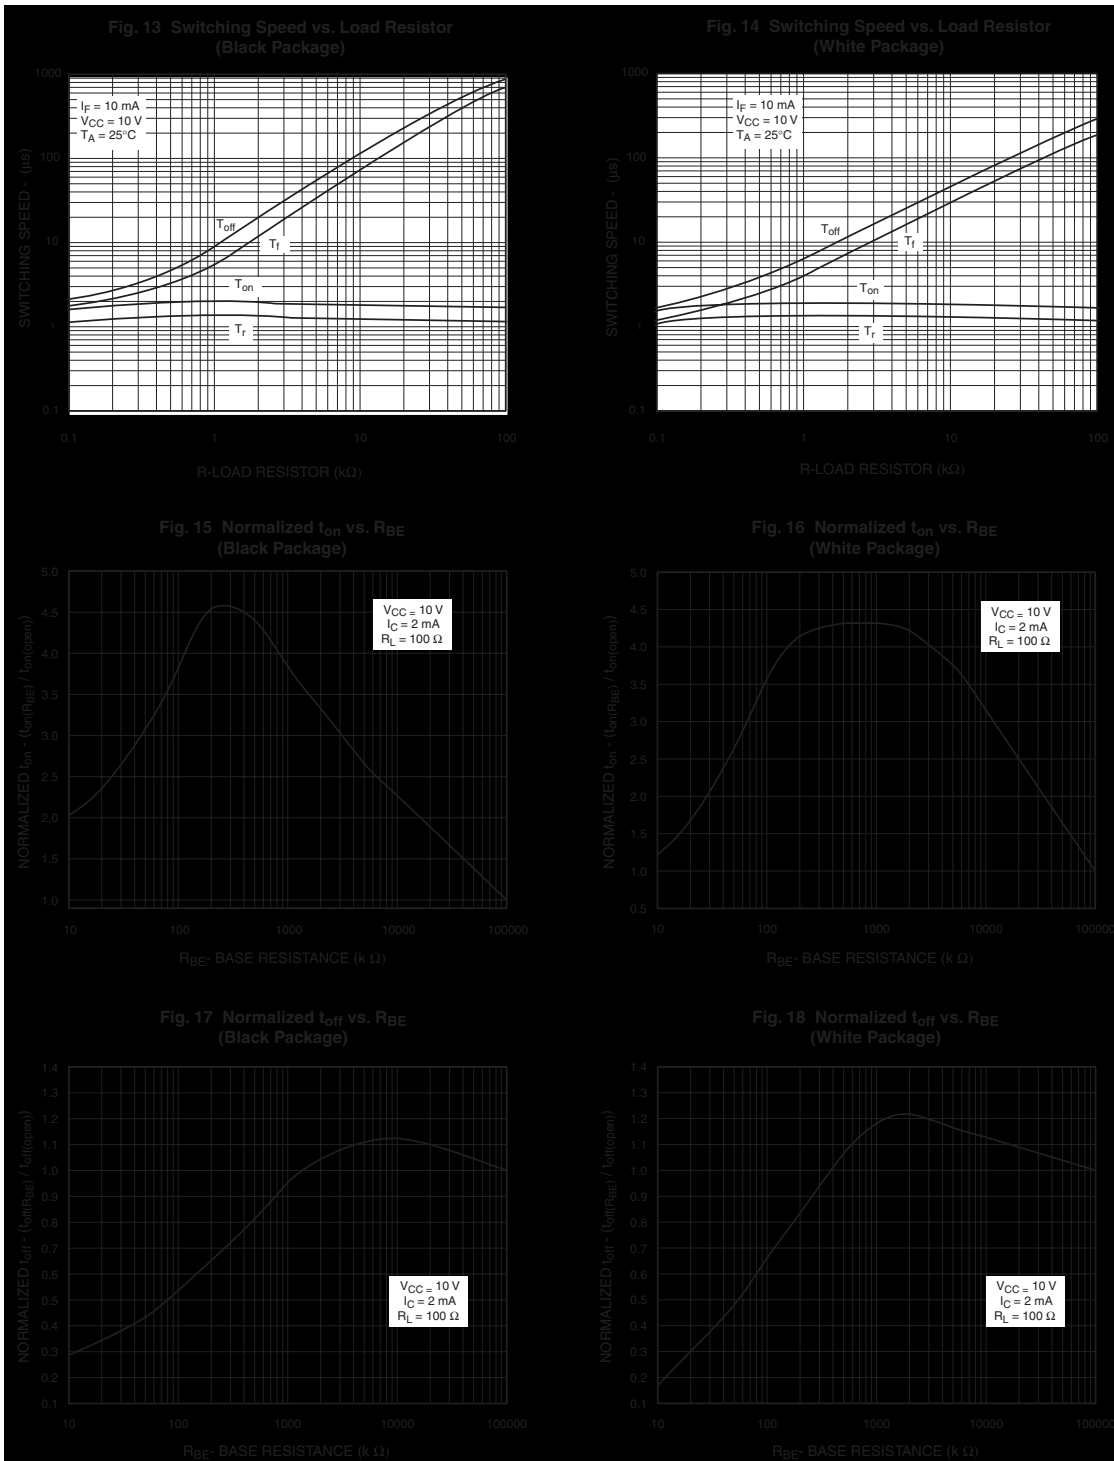 Fig. 13 Switching Speed vs. Load Resistor
(Black Package)
1000
100
10
1
0.1
SWITCHING SPEED - (µs)
IF = 10 mA
VCC = 10 V
TA = 25°C
Toff
Tf
Ton
Tr
0.1 1 10 100
R-LOAD RESISTOR (kΩ)
Fig. 14 Switching Speed vs. Load Resistor
(White Package)
1000
100
10
1
0.1
SWITCHING SPEED - (µs)
IF = 10 mA
VCC = 10 V
TA = 25°C
Toff
Tf
Ton
Tr
0.1 1 10 100
R-LOAD RESISTOR (kΩ)
Fig. 15 Normalized ton vs. RBE
(Black Package)
5.0
4.5
4.0
3.5
3.0
2.5
2.0
1.5
1.0
NORMALIZED ton - (ton(RBE) / ton(open))
VCC = 10 V
IC = 2 mA
RL = 100 Ω
10 100 1000 10000 100000
RBE- BASE RESISTANCE (k Ω)
Fig. 16 Normalized ton vs. RBE
(White Package)
5.0
4.5
4.0
3.5
3.0
2.5
2.0
1.5
1.0
0.5
NORMALIZED ton - (ton(RBE) / ton(open))
VCC = 10 V
IC = 2 mA
RL = 100 Ω
10 100 1000 10000 100000
RBE- BASE RESISTANCE (k Ω)
Fig. 17 Normalized toff vs. RBE
(Black Package)
1.4
1.3
1.2
1.1
1.0
0.9
0.8
0.7
0.6
0.5
0.4
0.3
0.2
0.1
NORMALIZED toff - (toff(RBE) / toff(open))
VCC = 10 V
IC = 2 mA
RL = 100 Ω
10 100 1000 10000 100000
RBE- BASE RESISTANCE (k Ω)
Fig. 18 Normalized toff vs. RBE
(White Package)
1.4
1.3
1.2
1.1
1.0
0.9
0.8
0.7
0.6
0.5
0.4
0.3
0.2
0.1
NORMALIZED toff - (toff(RBE) / toff(open))
VCC = 10 V
IC = 2 mA
RL = 100 Ω
10 100 1000 10000 100000
RBE- BASE RESISTANCE (k Ω)